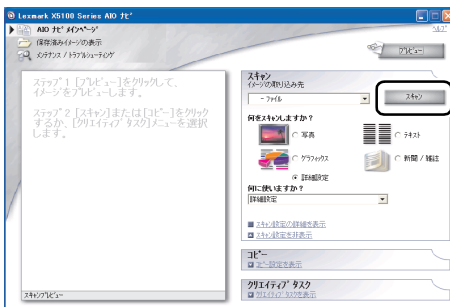 Lexmark X5100 Series AIO ナビ
AIO ナビ メインページ
ヘルプ
保存済みイメージの表示
メンテナンス / トラブルシューティング
プレビュー
ステップ 1 [プレビュー]をクリックして、
イメージをプレビューします。
ステップ 2 [スキャン]または[コピー]をクリック
するか、[クリエイティブ タスク]メニューを選択
します。
スキャンプレビュー
スキャン
イメージの取り込み先
- ファイル
スキャン
何をスキャンしますか?
写真
テキスト
グラフィックス
新聞 / 雑誌
詳細設定
何に使いますか?
詳細設定
スキャン設定の詳細を表示
スキャン設定を非表示
コピー
コピー設定を表示
クリエイティブ タスク
クリエイティブ タスクを表示